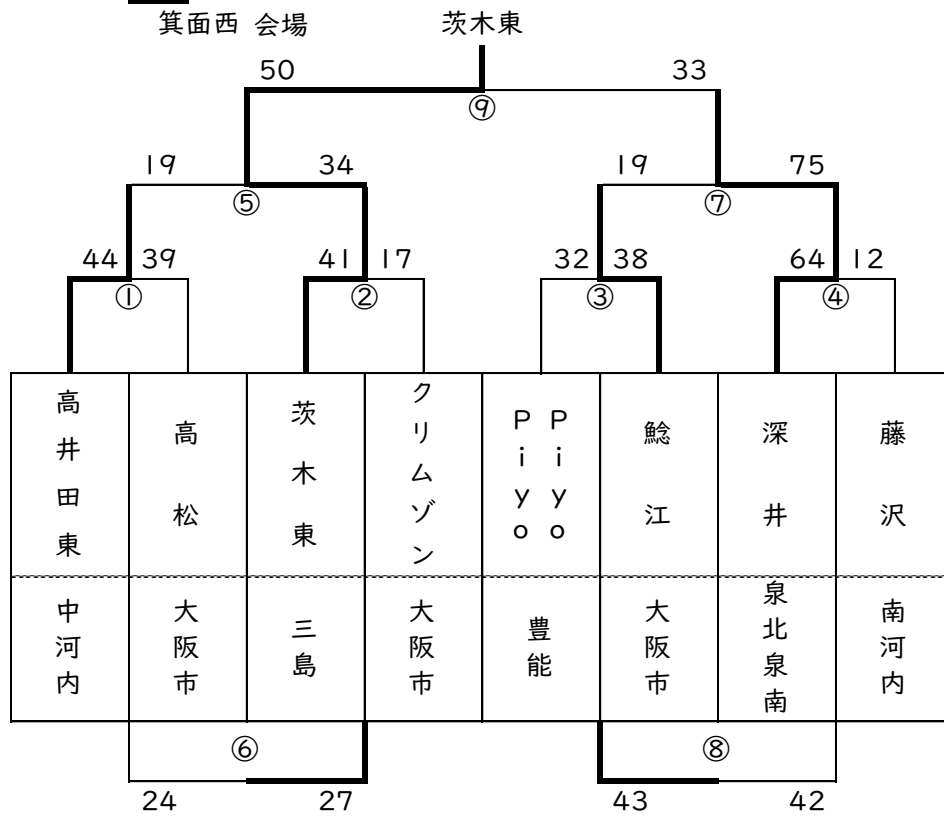 箕面西 会場
茨木東
50 33
⑨
19 34 19 75
⑤ ⑦
44 39 41 17 32 38 64 12
① ② ③ ④
高井田東
高松
茨木東
クリムゾン
PiyoPiyo
鯰江
深井
藤沢
中河内
大阪市
三島
大阪市
豊能
大阪市
泉北泉南
南河内
⑥ ⑧
24 27 43 42